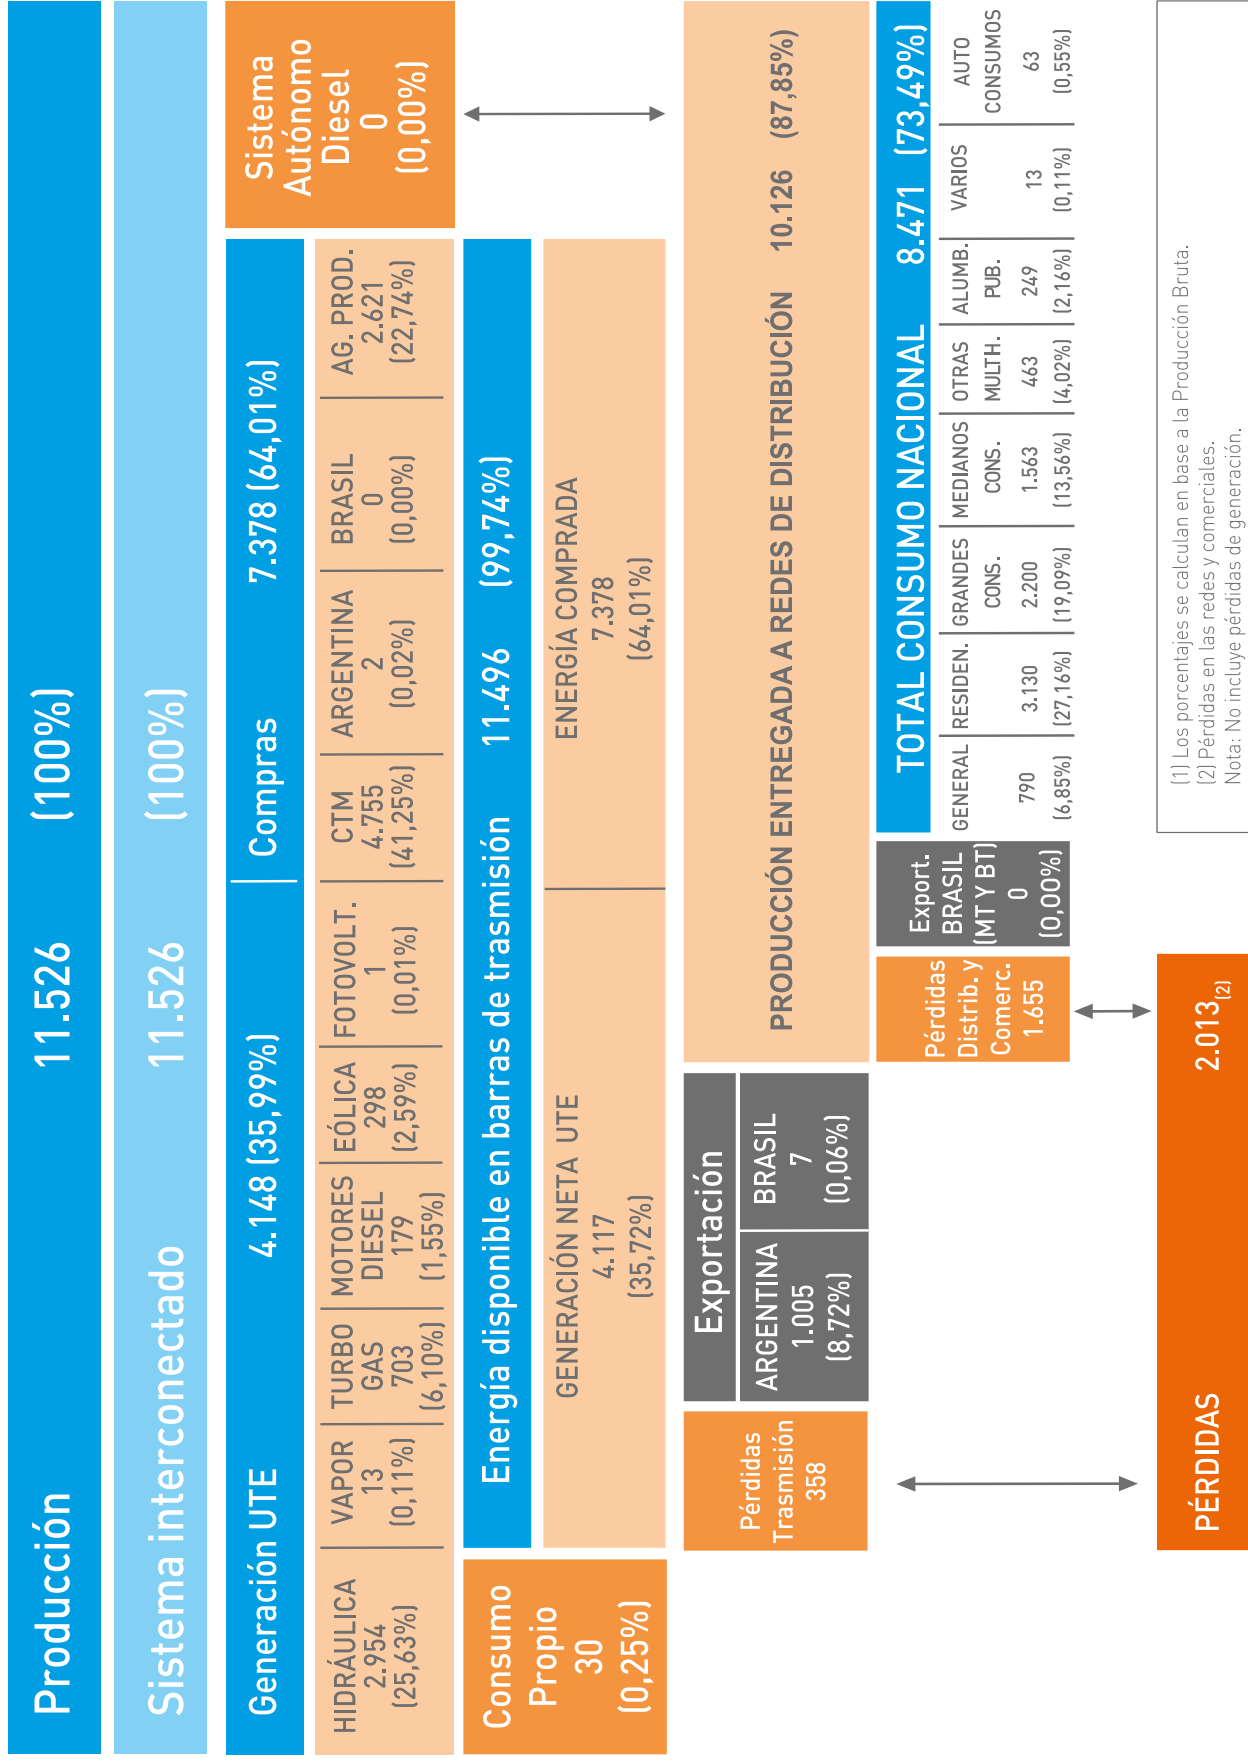 Producción 11.526 (100%)
Sistema interconectado 11.526 (100%)
Generación UTE 4.148 (35,99%)
Compras 7.378 (64,01%)
Sistema
Autónomo
Diesel
0
(0,00%)
HIDRÁULICA
2.954
(25,63%)
VAPOR
13
(0,11%)
TURBO
GAS
703
(6,10%)
MOTORES
DIESEL
179
(1,55%)
EÓLICA
298
(2,59%)
FOTOVOLT.
1
(0,01%)
CTM
4.755
(41,25%)
ARGENTINA
2
(0,02%)
BRASIL
0
(0,00%)
AG. PROD.
2.621
(22,74%)
Consumo
Propio
30
(0,25%)
Energía disponible en barras de trasmisión 11.496 (99,74%)
GENERACIÓN NETA UTE
4.117
(35,72%)
ENERGÍA COMPRADA
7.378
(64,01%)
Pérdidas
Trasmisión
358
Exportación
ARGENTINA
1.005
(8,72%)
BRASIL
7
(0,06%)
PRODUCCIÓN ENTREGADA A REDES DE DISTRIBUCIÓN 10.126 (87,85%)
Pérdidas
Distrib. y
Comerc.
1.655
Export.
BRASIL
(MT Y BT)
0
(0,00%)
TOTAL CONSUMO NACIONAL 8.471 (73,49%)
GENERAL
790
(6,85%)
RESIDEN.
3.130
(27,16%)
GRANDES
CONS.
2.200
(19,09%)
MEDIANOS
CONS.
1.563
(13,56%)
OTRAS
MULTH.
463
(4,02%)
ALUMB.
PUB.
249
(2,16%)
VARIOS
13
(0,11%)
AUTO
CONSUMOS
63
(0,55%)
PÉRDIDAS 2.013(2)
(1) Los porcentajes se calculan en base a la Producción Bruta.
(2) Pérdidas en las redes y comerciales.
Nota: No incluye pérdidas de generación.